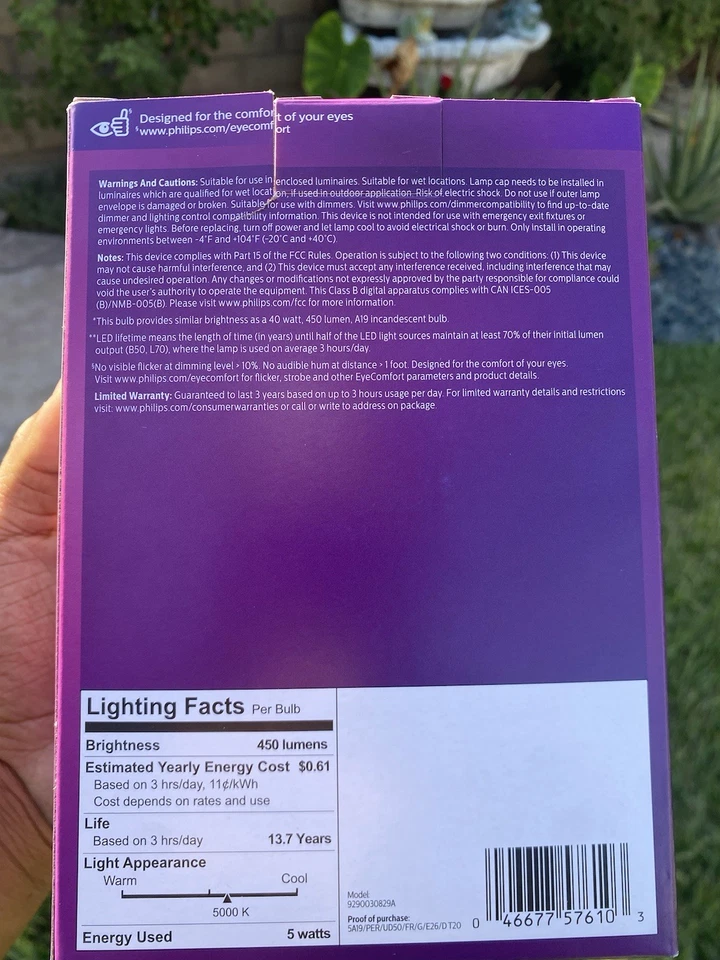 Designed for the comfort of your eyes
§www.philips.com/eyecomfort
Warnings And Cautions: Suitable for use in enclosed luminaires. Suitable for wet locations. Lamp cap needs to be installed in
luminaires which are qualified for wet location, if used in outdoor application. Risk of electric shock. Do not use if outer lamp
envelope is damaged or broken. Suitable for use with dimmers. Visit www.philips.com/dimmercompatibility to find up-to-date
dimmer and lighting control compatibility information. This device is not intended for use with emergency exit fixtures or
emergency lights. Before replacing, turn off power and let lamp cool to avoid electrical shock or burn. Only install in operating
environments between -4°F and +104°F (-20°C and +40°C).
Notes: This device complies with Part 15 of the FCC Rules. Operation is subject to the following two conditions: (1) This device
may not cause harmful interference, and (2) This device must accept any interference received, including interference that may
cause undesired operation. Any changes or modifications not expressly approved by the party responsible for compliance could
void the user's authority to operate the equipment. This Class B digital apparatus complies with CAN ICES-005
(B)/NMB-005(B). Please visit www.philips.com/fcc for more information.
*This bulb provides similar brightness as a 40 watt, 450 lumen, A19 incandescent bulb.
**LED lifetime means the length of time (in years) until half of the LED light sources maintain at least 70% of their initial lumen
output (B50, L70), where the lamp is used on average 3 hours/day.
§No visible flicker at dimming level > 10%. No audible hum at distance > 1 foot. Designed for the comfort of your eyes.
Visit www.philips.com/eyecomfort for flicker, strobe and other EyeComfort parameters and product details.
Limited Warranty: Guaranteed to last 3 years based on up to 3 hours usage per day. For limited warranty details and restrictions
visit: www.philips.com/consumerwarranties or call or write to address on package.
Lighting Facts Per Bulb
Brightness 450 lumens
Estimated Yearly Energy Cost $0.61
Based on 3 hrs/day, 11¢/kWh
Cost depends on rates and use
Life
Based on 3 hrs/day 13.7 Years
Light Appearance
Warm Cool
5000 K
Energy Used 5 watts
Model:
9290030829A
Proof of purchase:
5A19/PER/UD50/FR/G/E26/DT20
0 46677 57610 3